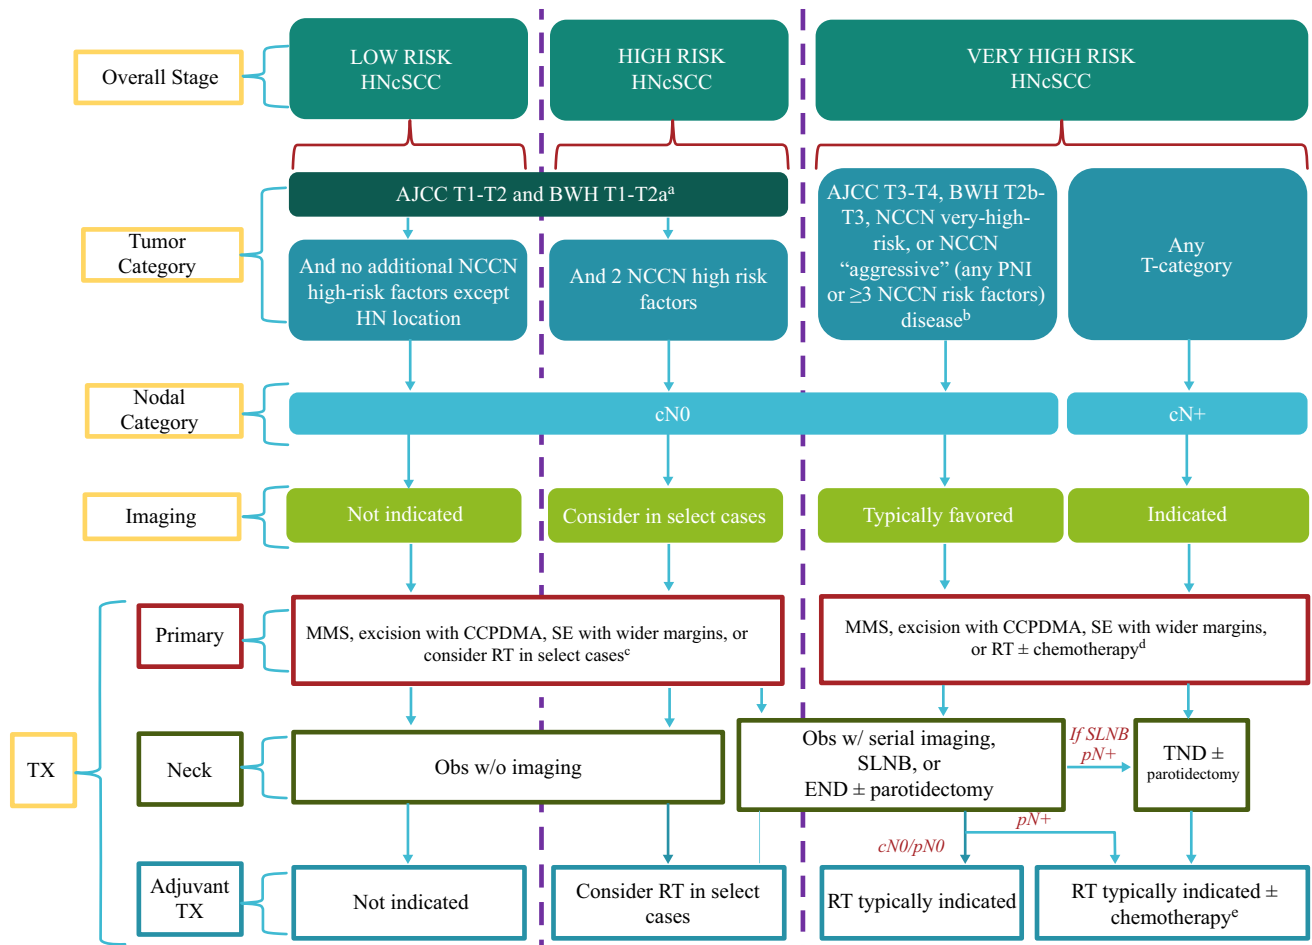 Overall Stage
LOW RISK
HNcSCC
HIGH RISK
HNcSCC
VERY HIGH RISK
HNcSCC
Tumor
Category
AJCC T1-T2 and BWH T1-T2aᵃ
And no additional NCCN
high-risk factors except
HN location
And 2 NCCN high risk
factors
AJCC T3-T4, BWH T2b-
T3, NCCN very-high-
risk, or NCCN
“aggressive” (any PNI
or ≥3 NCCN risk factors)
diseaseᵇ
Any
T-category
Nodal
Category
cN0
cN+
Imaging
Not indicated
Consider in select cases
Typically favored
Indicated
TX
Primary
MMS, excision with CCPDMA, SE with wider margins, or
consider RT in select casesᶜ
MMS, excision with CCPDMA, SE with wider margins,
or RT ± chemotherapyᵈ
Neck
Obs w/o imaging
Obs w/ serial imaging,
SLNB, or
END ± parotidectomy
If SLNB
pN+
TND ±
parotidectomy
cN0/pN0
pN+
Adjuvant
TX
Not indicated
Consider RT in select
cases
RT typically indicated
RT typically indicated ±
chemotherapyᵉ